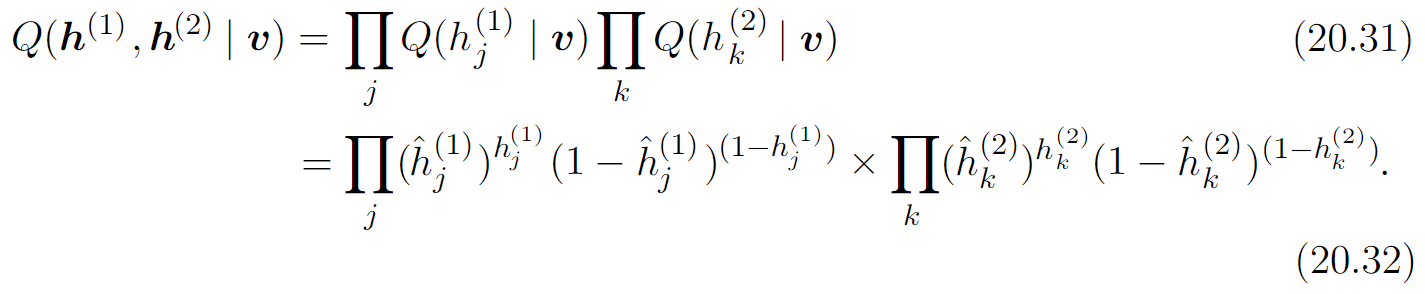 Q(h^{(1)}, h^{(2)} | v) = ∏_j Q(h_j^{(1)} | v) ∏_k Q(h_k^{(2)} | v) (20.31)
= ∏_j (ĥ_j^{(1)})^{h_j^{(1)}} (1 − ĥ_j^{(1)})^{(1−h_j^{(1)})} × ∏_k (ĥ_k^{(2)})^{h_k^{(2)}} (1 − ĥ_k^{(2)})^{(1−h_k^{(2)})}.
(20.32)